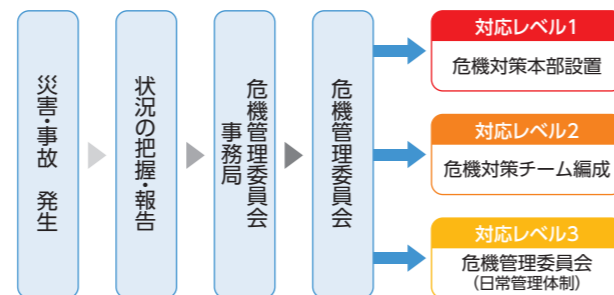 災害・事故 発生
状況の把握・報告
危機管理委員会
事務局
危機管理委員会
対応レベル1
危機対策本部設置
対応レベル2
危機対策チーム編成
対応レベル3
危機管理委員会
(日常管理体制)